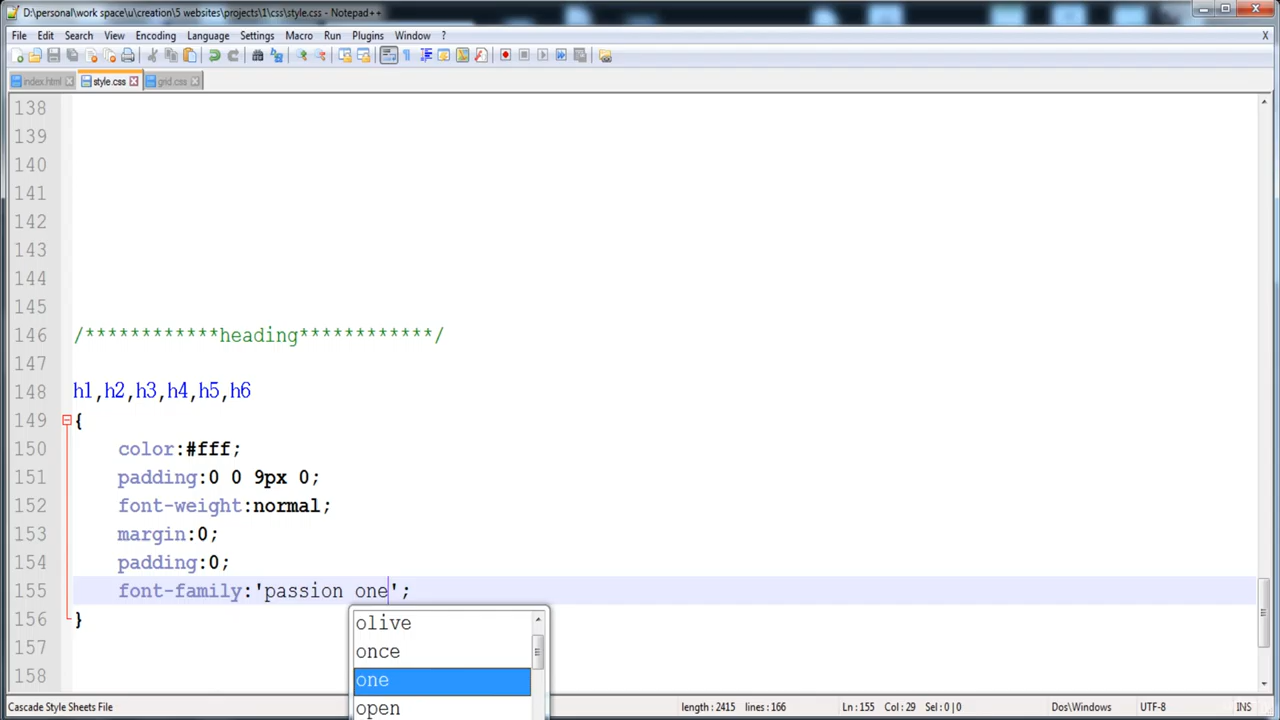 D:\personal\work space\u\creation\5 websites\projects\1\css\style.css - Notepad++
File Edit Search View Encoding Language Settings Macro Run Plugins Window ? X
index.html style.css grid.css
138
139
140
141
142
143
144
145
146 /************heading************/
147
148 h1,h2,h3,h4,h5,h6
149 {
150 color:#fff;
151 padding:0 0 9px 0;
152 font-weight:normal;
153 margin:0;
154 padding:0;
155 font-family:'passion one';
156 }
157
158
olive
once
one
open
Cascade Style Sheets File length : 2415 lines : 166 Ln : 155 Col : 29 Sel : 0 | 0 Dos\Windows UTF-8 INS